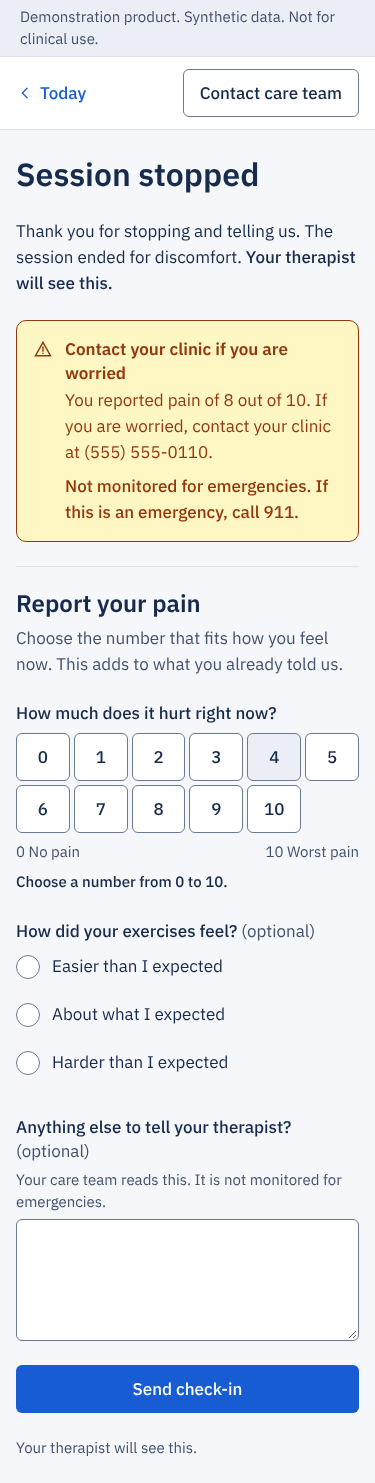 Demonstration product. Synthetic data. Not for
clinical use.
Today
Contact care team
Session stopped
Thank you for stopping and telling us. The
session ended for discomfort. Your therapist
will see this.
Contact your clinic if you are
worried
You reported pain of 8 out of 10. If
you are worried, contact your clinic
at (555) 555-0110.
Not monitored for emergencies. If
this is an emergency, call 911.
Report your pain
Choose the number that fits how you feel
now. This adds to what you already told us.
How much does it hurt right now?
0 1 2 3 4 5
6 7 8 9 10
0 No pain 10 Worst pain
Choose a number from 0 to 10.
How did your exercises feel? (optional)
Easier than I expected
About what I expected
Harder than I expected
Anything else to tell your therapist?
(optional)
Your care team reads this. It is not monitored for
emergencies.
Send check-in
Your therapist will see this.